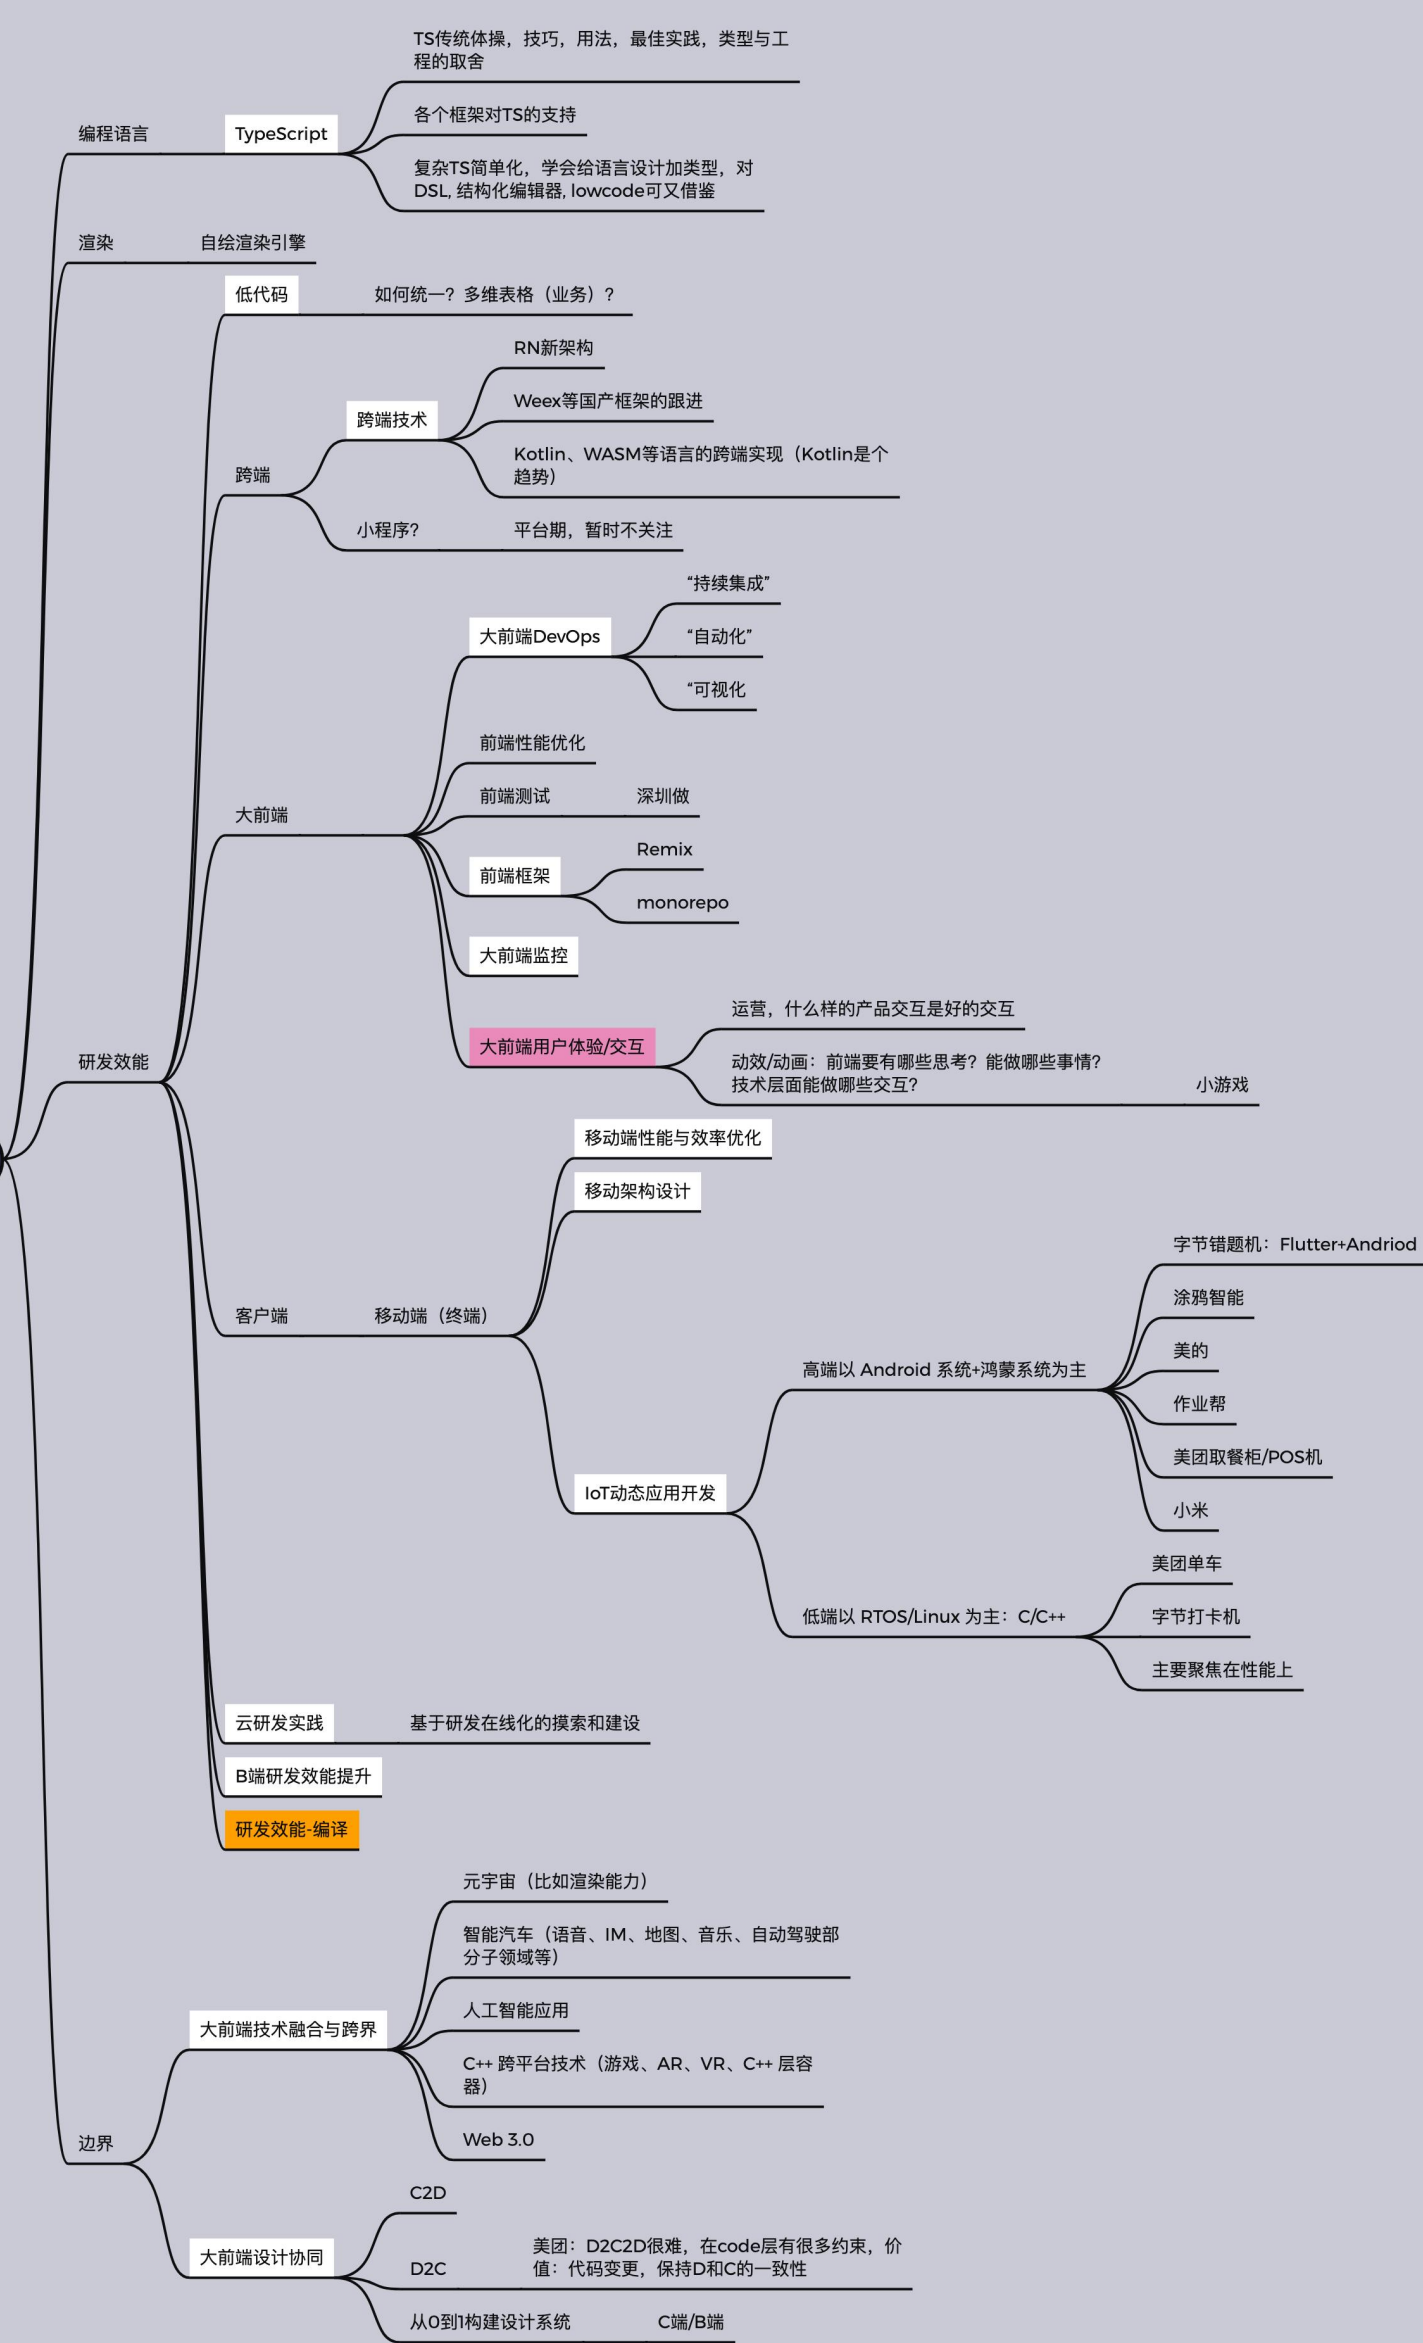 TS传统体操，技巧，用法，最佳实践，类型与工
程的取舍
各个框架对TS的支持
编程语言
TypeScript
复杂TS简单化，学会给语言设计加类型，对
DSL, 结构化编辑器, lowcode可又借鉴
渲染
自绘渲染引擎
低代码
如何统一？多维表格（业务）？
RN新架构
Weex等国产框架的跟进
跨端技术
Kotlin、WASM等语言的跨端实现（Kotlin是个
趋势）
跨端
小程序？
平台期，暂时不关注
“持续集成”
大前端DevOps
“自动化”
“可视化
前端性能优化
前端测试
深圳做
大前端
Remix
前端框架
monorepo
大前端监控
运营，什么样的产品交互是好的交互
大前端用户体验/交互
动效/动画：前端要有哪些思考？能做哪些事情？
技术层面能做哪些交互？
小游戏
研发效能
移动端性能与效率优化
移动架构设计
字节错题机：Flutter+Andriod
涂鸦智能
客户端
移动端（终端）
美的
高端以 Android 系统+鸿蒙系统为主
作业帮
美团取餐柜/POS机
小米
IoT动态应用开发
美团单车
低端以 RTOS/Linux 为主：C/C++
字节打卡机
主要聚焦在性能上
云研发实践
基于研发在线化的摸索和建设
B端研发效能提升
研发效能-编译
元宇宙（比如渲染能力）
智能汽车（语音、IM、地图、音乐、自动驾驶部
分子领域等）
人工智能应用
大前端技术融合与跨界
C++ 跨平台技术（游戏、AR、VR、C++ 层容
器）
Web 3.0
边界
C2D
大前端设计协同
D2C
美团：D2C2D很难，在code层有很多约束，价
值：代码变更，保持D和C的一致性
从0到1构建设计系统
C端/B端